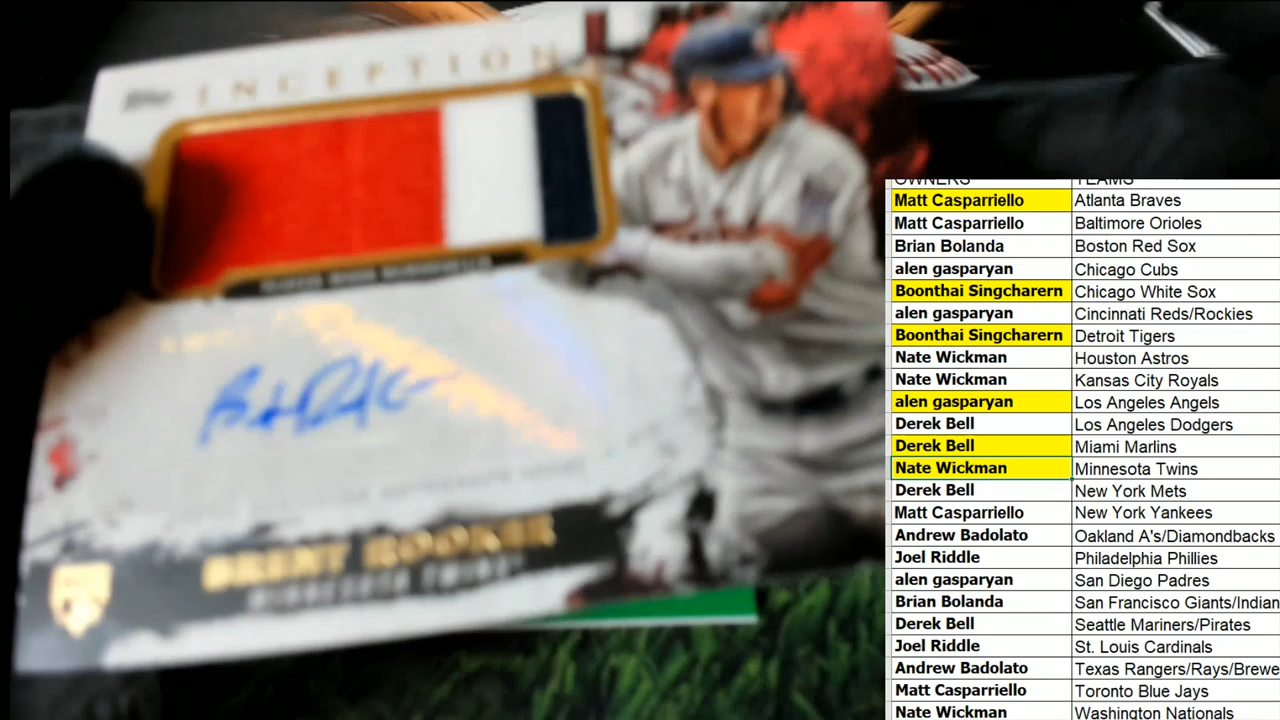 Topps INCEPTION
BRENT ROOKER
MINNESOTA TWINS
OWNERS TEAMS
Matt Casparriello Atlanta Braves
Matt Casparriello Baltimore Orioles
Brian Bolanda Boston Red Sox
alen gasparyan Chicago Cubs
Boonthai Singcharern Chicago White Sox
alen gasparyan Cincinnati Reds/Rockies
Boonthai Singcharern Detroit Tigers
Nate Wickman Houston Astros
Nate Wickman Kansas City Royals
alen gasparyan Los Angeles Angels
Derek Bell Los Angeles Dodgers
Derek Bell Miami Marlins
Nate Wickman Minnesota Twins
Derek Bell New York Mets
Matt Casparriello New York Yankees
Andrew Badolato Oakland A's/Diamondbacks
Joel Riddle Philadelphia Phillies
alen gasparyan San Diego Padres
Brian Bolanda San Francisco Giants/Indian
Derek Bell Seattle Mariners/Pirates
Joel Riddle St. Louis Cardinals
Andrew Badolato Texas Rangers/Rays/Brewe
Matt Casparriello Toronto Blue Jays
Nate Wickman Washington Nationals